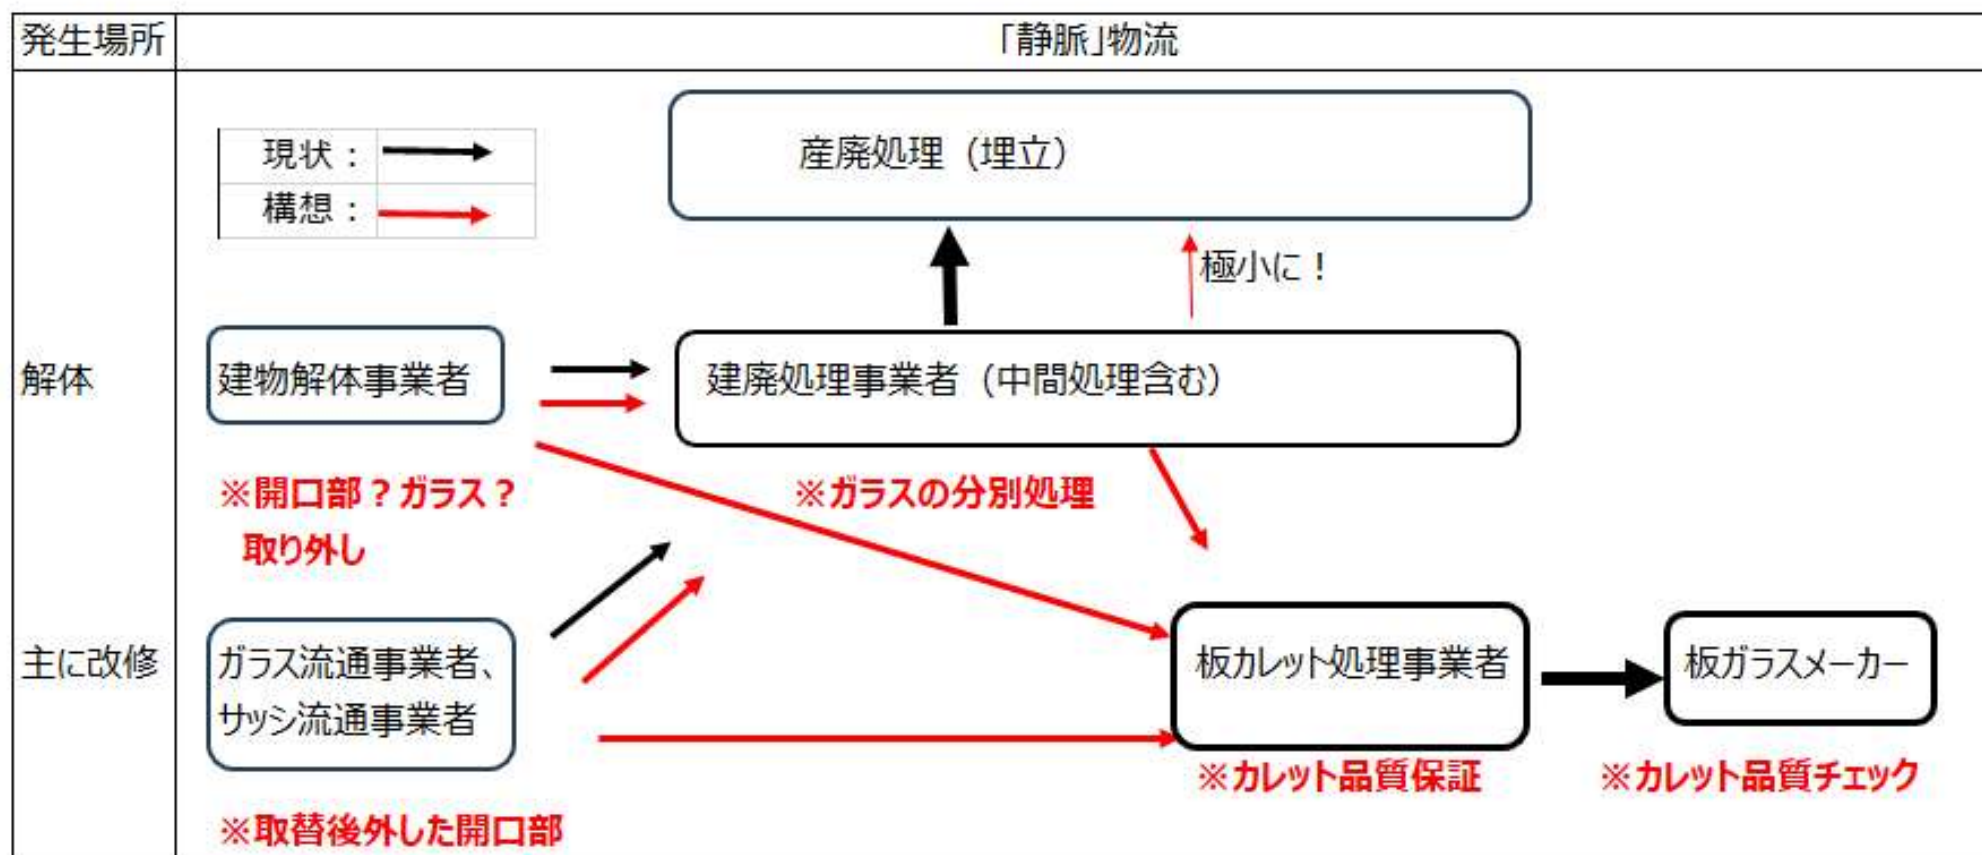 発生場所
「静脈」物流
現状：
構想：
産廃処理（埋立）
極小に！
解体
建物解体事業者
建廃処理事業者（中間処理含む）
※開口部？ガラス？
取り外し
※ガラスの分別処理
主に改修
ガラス流通事業者、
サッシ流通事業者
板カレット処理事業者
板ガラスメーカー
※カレット品質保証
※カレット品質チェック
※取替後外した開口部